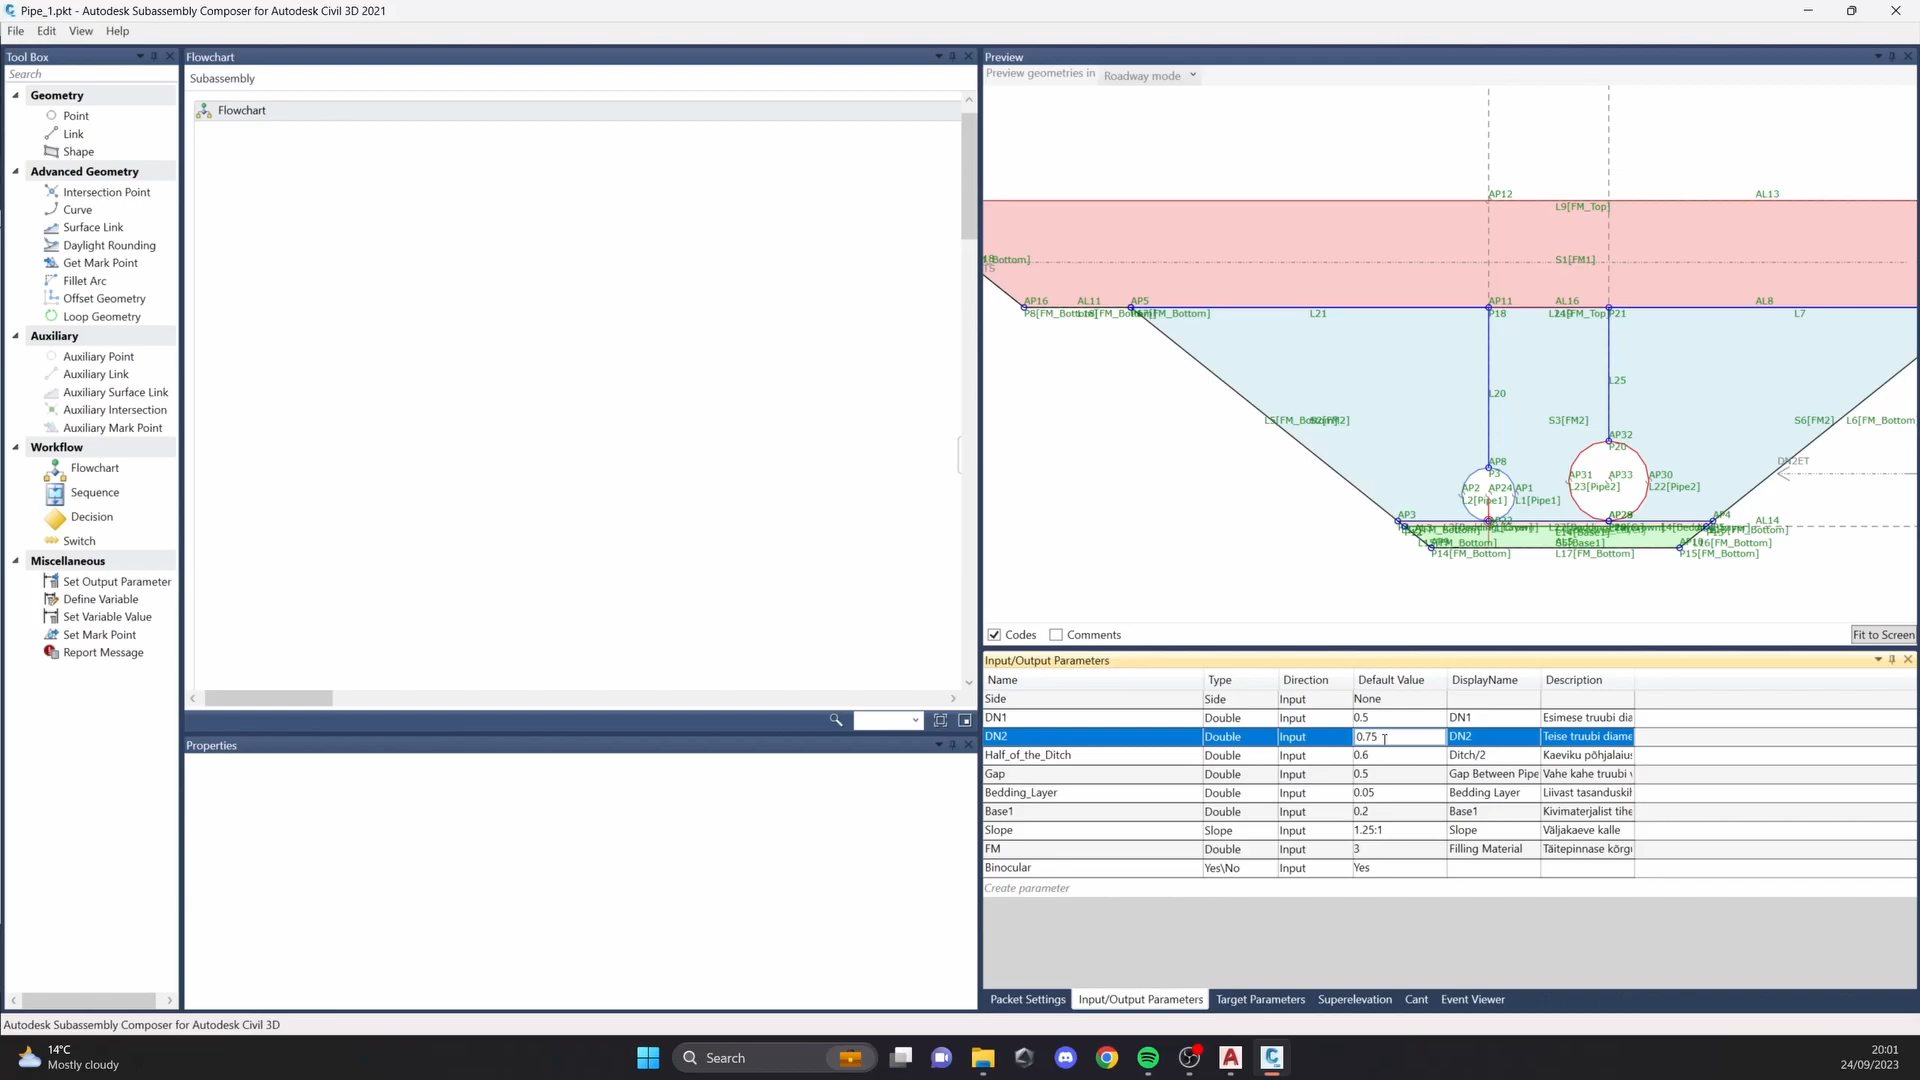 Pipe_1.pkt - Autodesk Subassembly Composer for Autodesk Civil 3D 2021
File Edit View Help
Tool Box
Search
Geometry
Point
Link
Shape
Advanced Geometry
Intersection Point
Curve
Surface Link
Daylight Rounding
Get Mark Point
Fillet Arc
Offset Geometry
Loop Geometry
Auxiliary
Auxiliary Point
Auxiliary Link
Auxiliary Surface Link
Auxiliary Intersection
Auxiliary Mark Point
Workflow
Flowchart
Sequence
Decision
Switch
Miscellaneous
Set Output Parameter
Define Variable
Set Variable Value
Set Mark Point
Report Message
Flowchart
Subassembly
Flowchart
Properties
Preview
Preview geometries in Roadway mode
AP12 AL13
L9[FM_Top]
S1[FM1]
AP16 AL11 AP5 AP11 AL16 AL8
L21 P18 P21 L7
L25
L20
S3[FM2] S6[FM2] L6[FM_Bottom
AP32
P20
AP8
P3
DN2ET
AP31 AP33 AP30
L23[Pipe2] L22[Pipe2]
AP2 AP24 AP1
L2[Pipe1] L1[Pipe1]
AP3 AP29 AP4 AL14
L16[FM_Bottom]
P14[FM_Bottom] L17[FM_Bottom] P15[FM_Bottom]
Codes Comments Fit to Screen
Input/Output Parameters
Name Type Direction Default Value DisplayName Description
Side Side Input None
DN1 Double Input 0.5 DN1 Esimese truubi dia
DN2 Double Input 0.75 DN2 Teise truubi diame
Half_of_the_Ditch Double Input 0.6 Ditch/2 Kaeviku põhjalaius
Gap Double Input 0.5 Gap Between Pipe Vahe kahe truubi v
Bedding_Layer Double Input 0.05 Bedding Layer Liivast tasanduskih
Base1 Double Input 0.2 Base1 Kivimaterjalist tihe
Slope Slope Input 1.25:1 Slope Väljakaeve kalle
FM Double Input 3 Filling Material Täitepinnase kõrgu
Binocular Yes\No Input Yes
Create parameter
Packet Settings Input/Output Parameters Target Parameters Superelevation Cant Event Viewer
Autodesk Subassembly Composer for Autodesk Civil 3D
14°C
Mostly cloudy
Search
20:01
24/09/2023